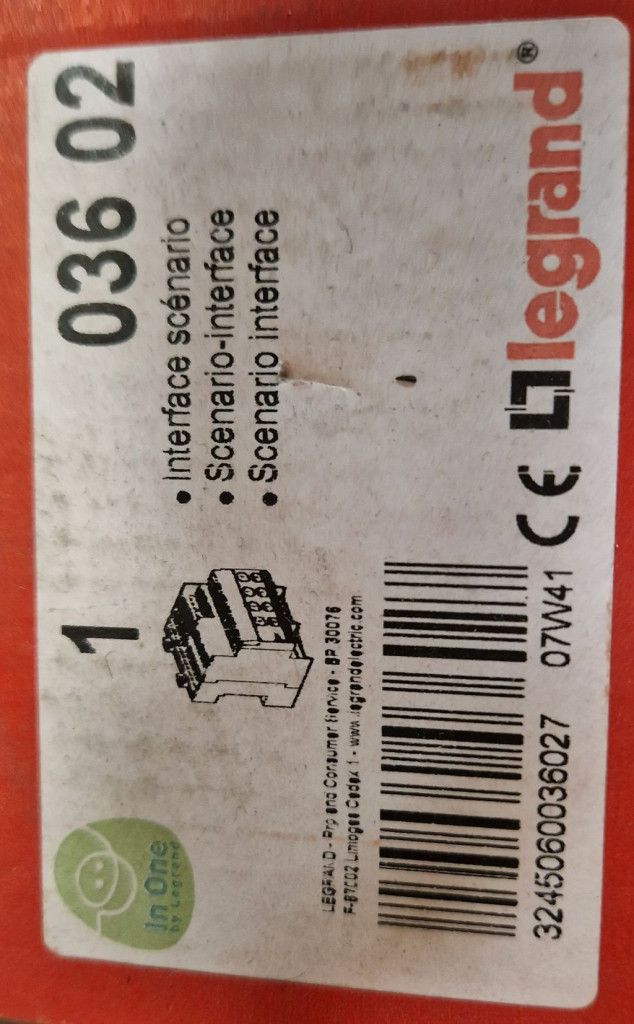 In One
by Legrand
1 036 02
• Interface scénario
• Scenario-interface
• Scenario interface
LEGRAND - Pro and Consumer Service - BP 30076
F-87002 Limoges Cedex 1 - www.legrandelectric.com
3245060036027 07W41 CE
legrand®